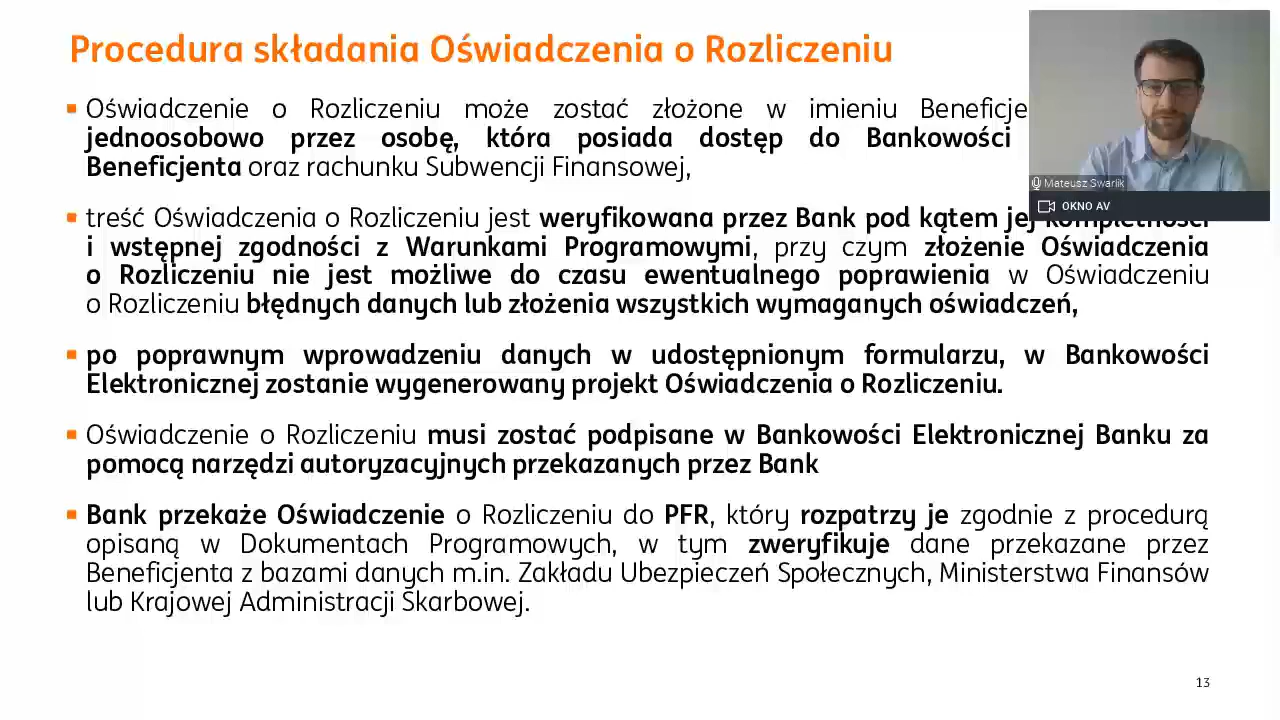 Procedura składania Oświadczenia o Rozliczeniu
Oświadczenie o Rozliczeniu może zostać złożone w imieniu
jednoosobowo przez osobę, która posiada dostęp do Bankowości
Beneficjenta oraz rachunku Subwencji Finansowej,
treść Oświadczenia o Rozliczeniu jest weryfikowana przez Bank pod kątem jej kompletności
i wstępnej zgodności z Warunkami Programowymi, przy czym złożenie Oświadczenia
o Rozliczeniu nie jest możliwe do czasu ewentualnego poprawienia w Oświadczeniu
o Rozliczeniu błędnych danych lub złożenia wszystkich wymaganych oświadczeń,
po poprawnym wprowadzeniu danych w udostępnionym formularzu, w Bankowości
Elektronicznej zostanie wygenerowany projekt Oświadczenia o Rozliczeniu.
Oświadczenie o Rozliczeniu musi zostać podpisane w Bankowości Elektronicznej Banku za
pomocą narzędzi autoryzacyjnych przekazanych przez Bank
Bank przekaże Oświadczenie o Rozliczeniu do PFR, który rozpatrzy je zgodnie z procedurą
opisaną w Dokumentach Programowych, w tym zweryfikuje dane przekazane przez
Beneficjenta z bazami danych m.in. Zakładu Ubezpieczeń Społecznych, Ministerstwa Finansów
lub Krajowej Administracji Skarbowej.
Mateusz Swarlik
OKNO AV
13